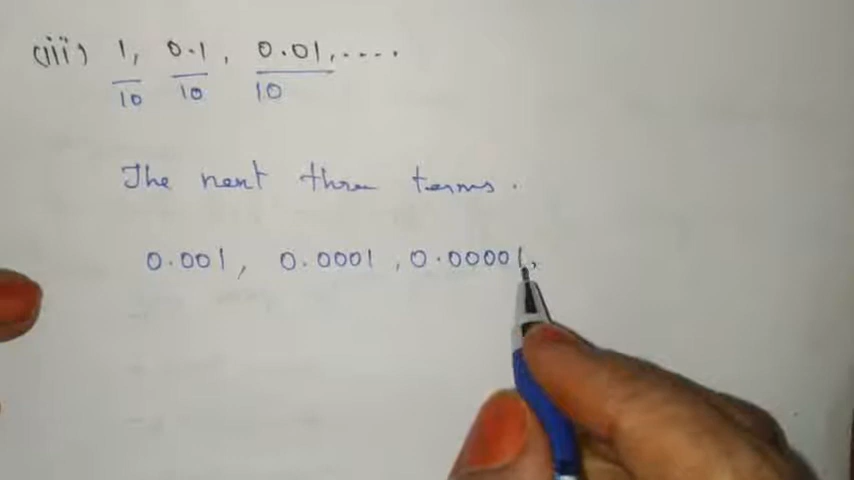 (iii) 1, 0.1, 0.01, ....
10 10 10
The next three terms.
0.001, 0.0001, 0.00001,